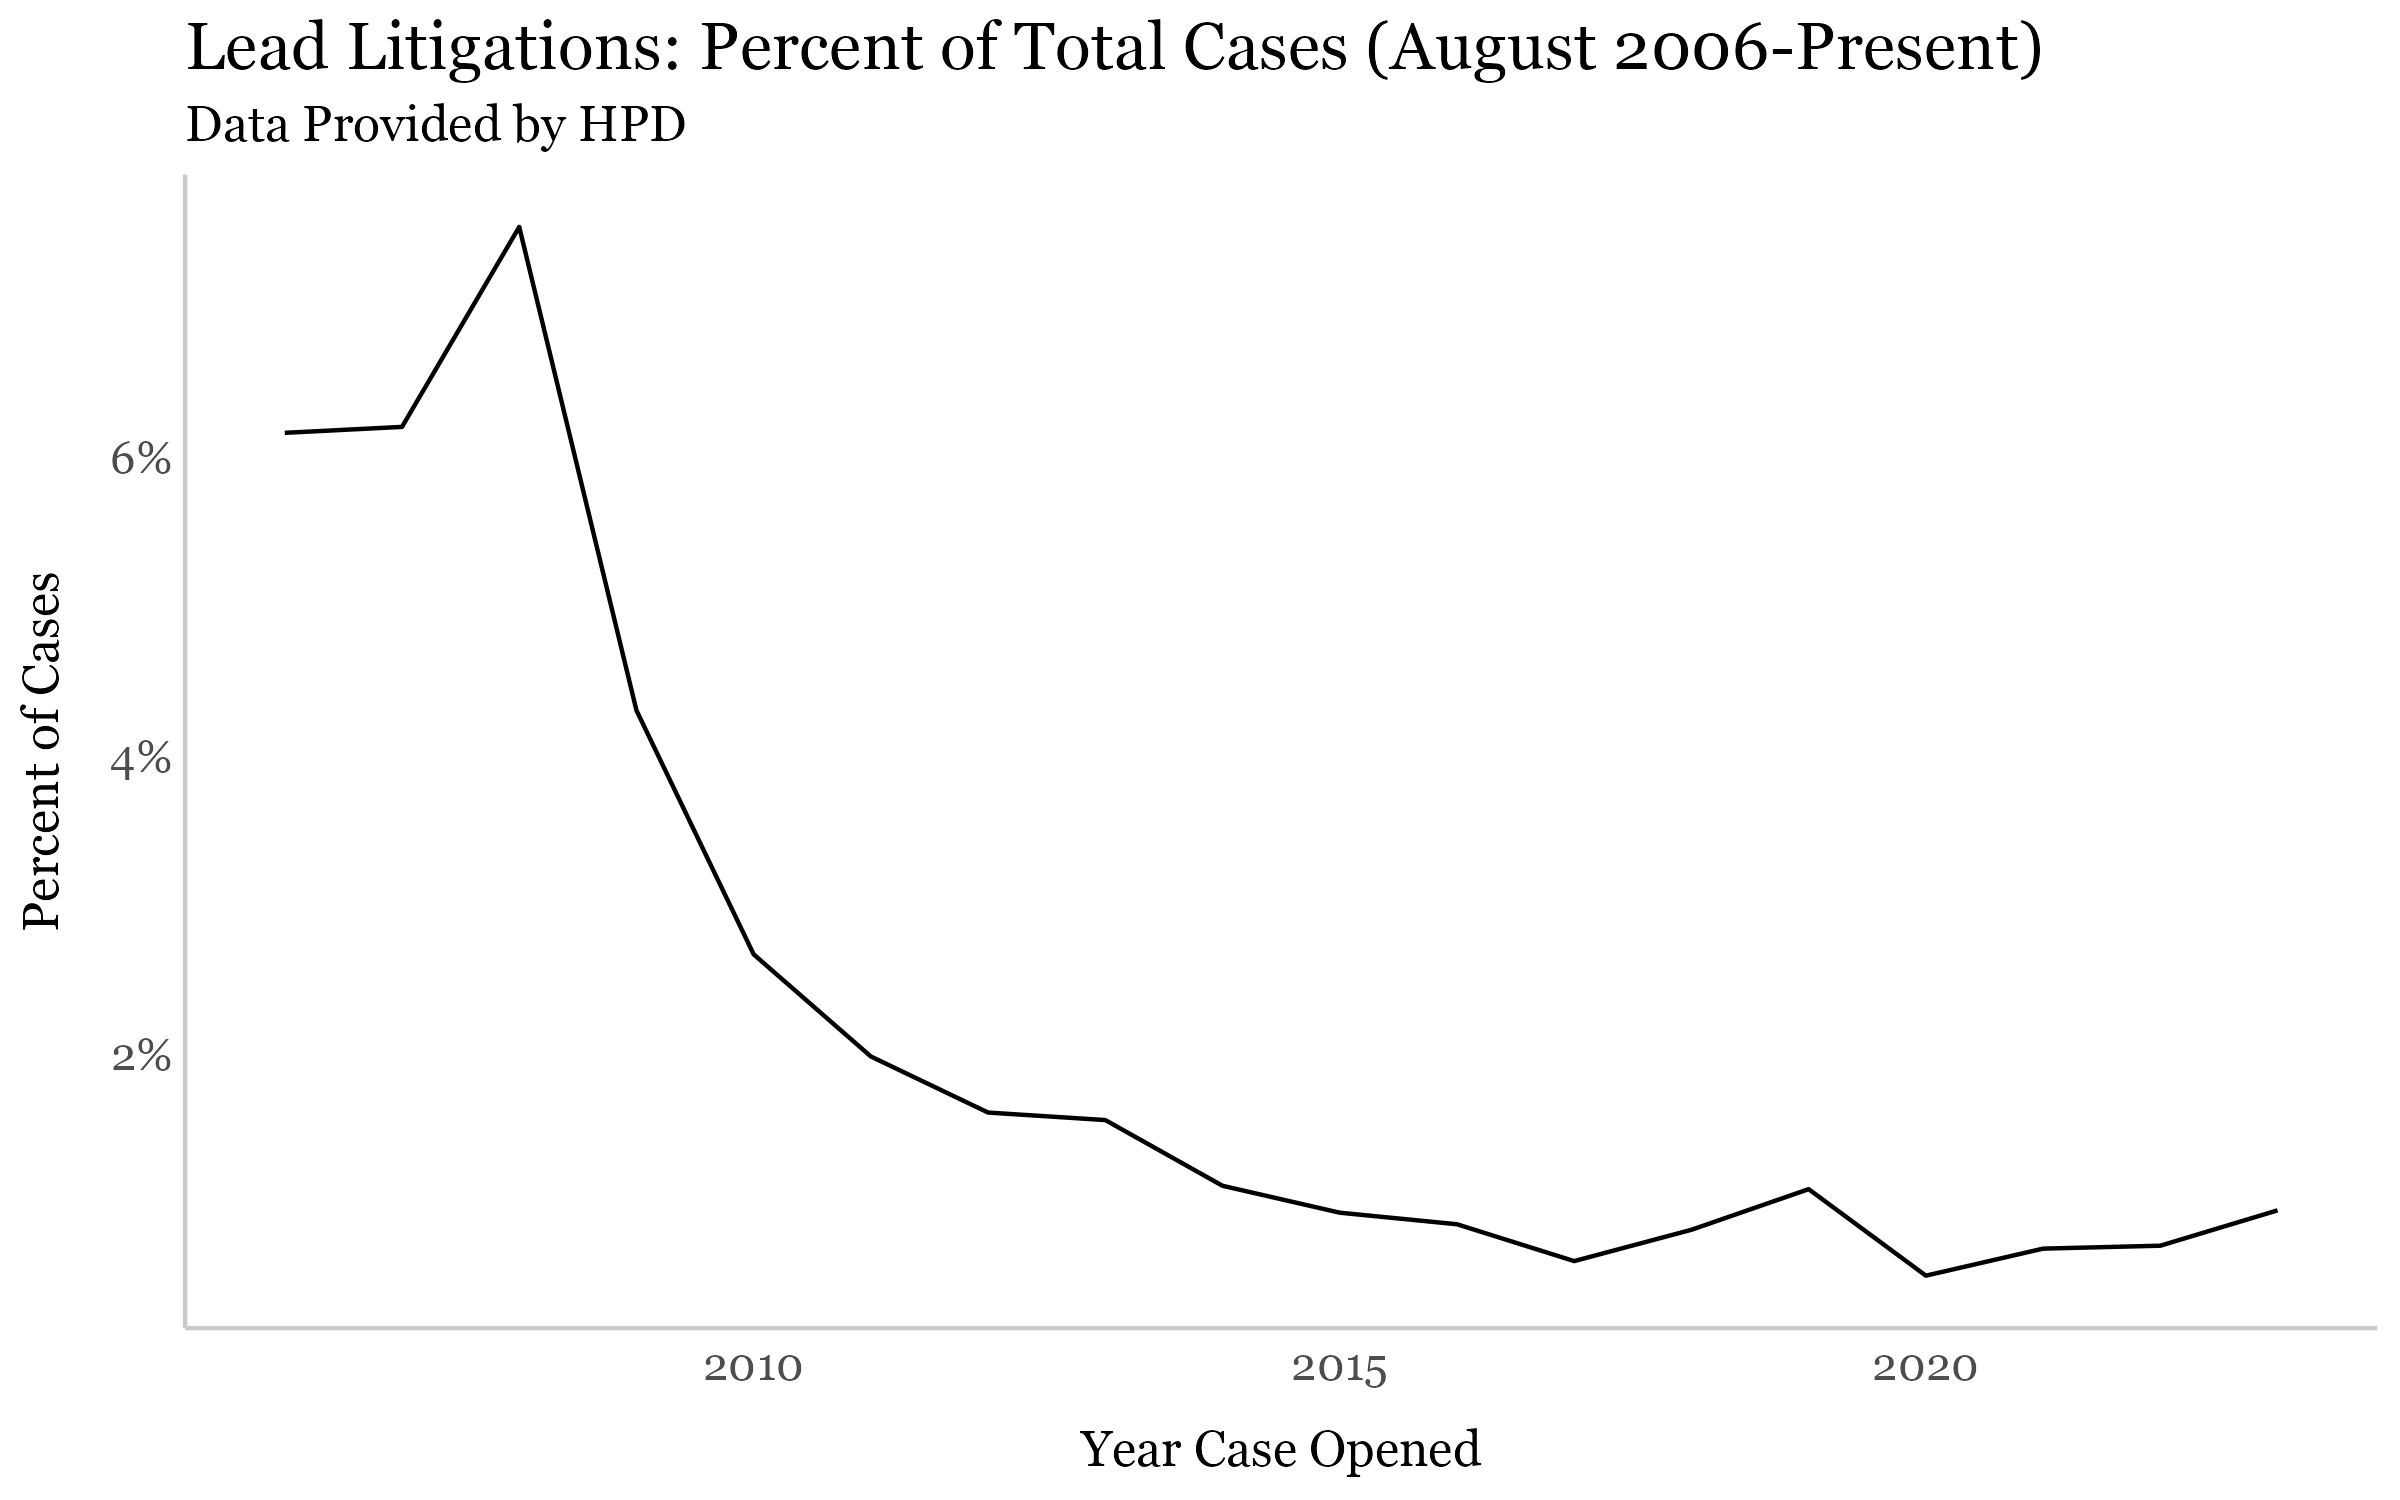 Lead Litigations: Percent of Total Cases (August 2006-Present)
Data Provided by HPD
Percent of Cases
6%
4%
2%
2010 2015 2020
Year Case Opened